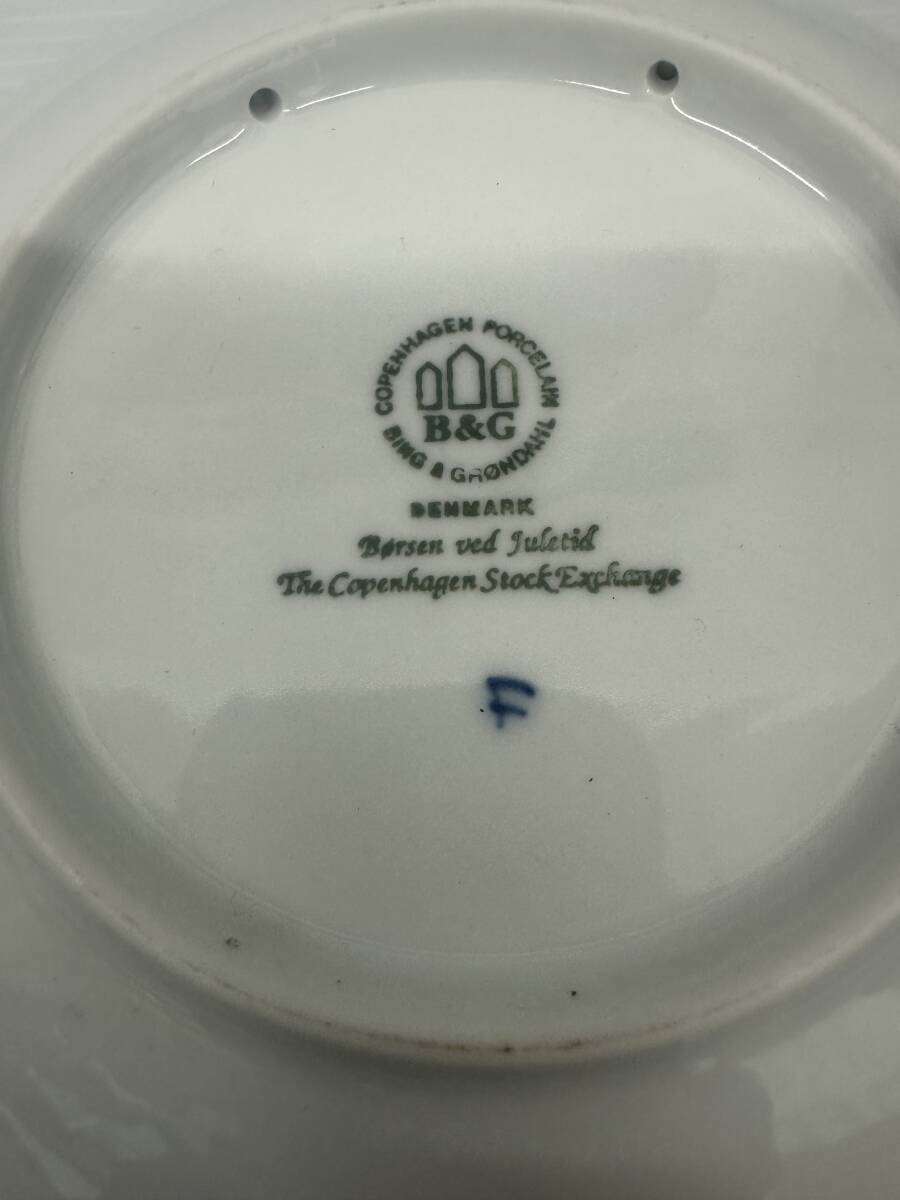 COPENHAGEN PORCELAIN
B&G
BING & GRØNDAHL
DENMARK
Børsen ved Juletid
The Copenhagen Stock Exchange